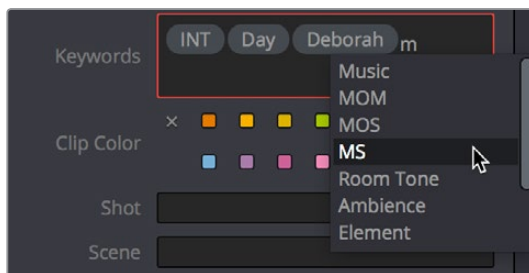 Keywords INT Day Deborah m
Music
MOM
MOS
Clip Color
MS
Room Tone
Shot
Ambience
Element
Scene